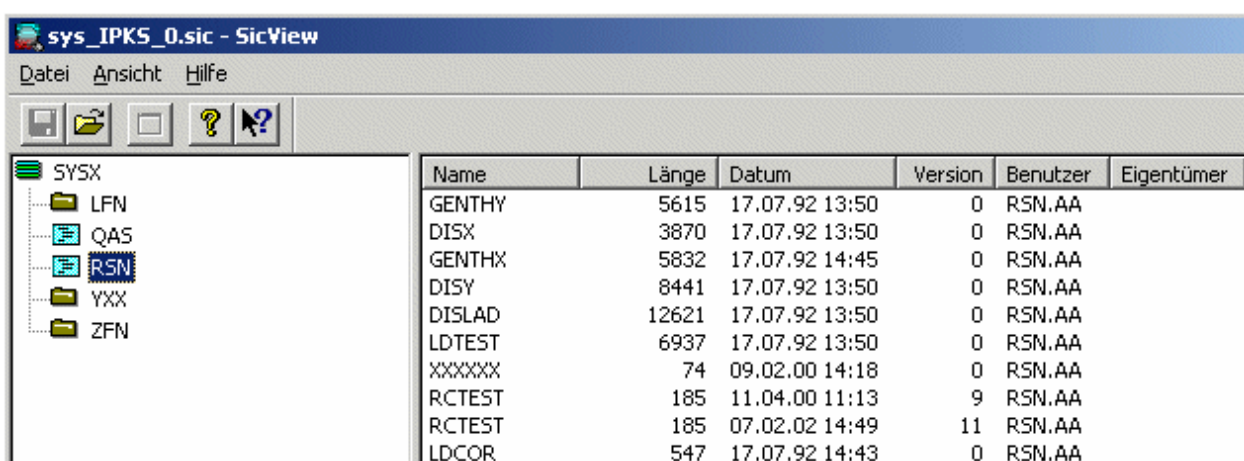 sys_IPKS_0.sic - SicView
Datei Ansicht Hilfe
SYSX
LFN
QAS
RSN
YXX
ZFN
Name Länge Datum Version Benutzer Eigentümer
GENTHY 5615 17.07.92 13:50 0 RSN.AA
DISX 3870 17.07.92 13:50 0 RSN.AA
GENTHX 5832 17.07.92 14:45 0 RSN.AA
DISY 8441 17.07.92 13:50 0 RSN.AA
DISLAD 12621 17.07.92 13:50 0 RSN.AA
LDTEST 6937 17.07.92 13:50 0 RSN.AA
XXXXXX 74 09.02.00 14:18 0 RSN.AA
RCTEST 185 11.04.00 11:13 9 RSN.AA
RCTEST 185 07.02.02 14:49 11 RSN.AA
LDCOR 547 17.07.92 14:43 0 RSN.AA